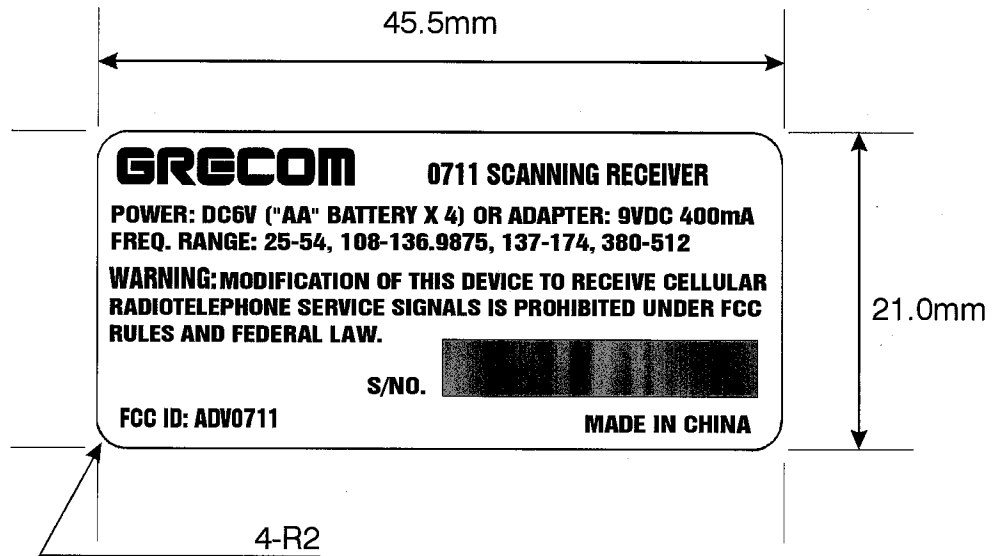 45.5mm
GRECOM 0711 SCANNING RECEIVER
POWER: DC6V ("AA" BATTERY X 4) OR ADAPTER: 9VDC 400mA
FREQ. RANGE: 25-54, 108-136.9875, 137-174, 380-512
WARNING: MODIFICATION OF THIS DEVICE TO RECEIVE CELLULAR
RADIOTELEPHONE SERVICE SIGNALS IS PROHIBITED UNDER FCC
RULES AND FEDERAL LAW.
21.0mm
S/NO.
FCC ID: ADV0711 MADE IN CHINA
4-R2